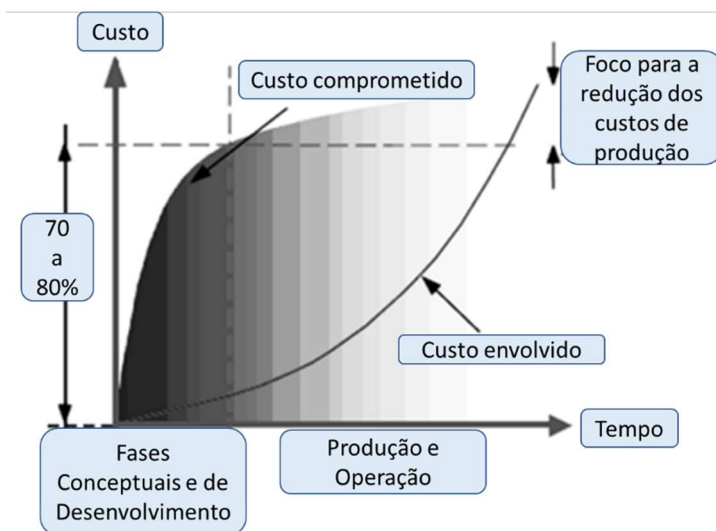 Custo
Custo comprometido
Foco para a
redução dos
custos de
produção
70
a
80%
Custo envolvido
Tempo
Fases
Conceptuais e de
Desenvolvimento
Produção e
Operação